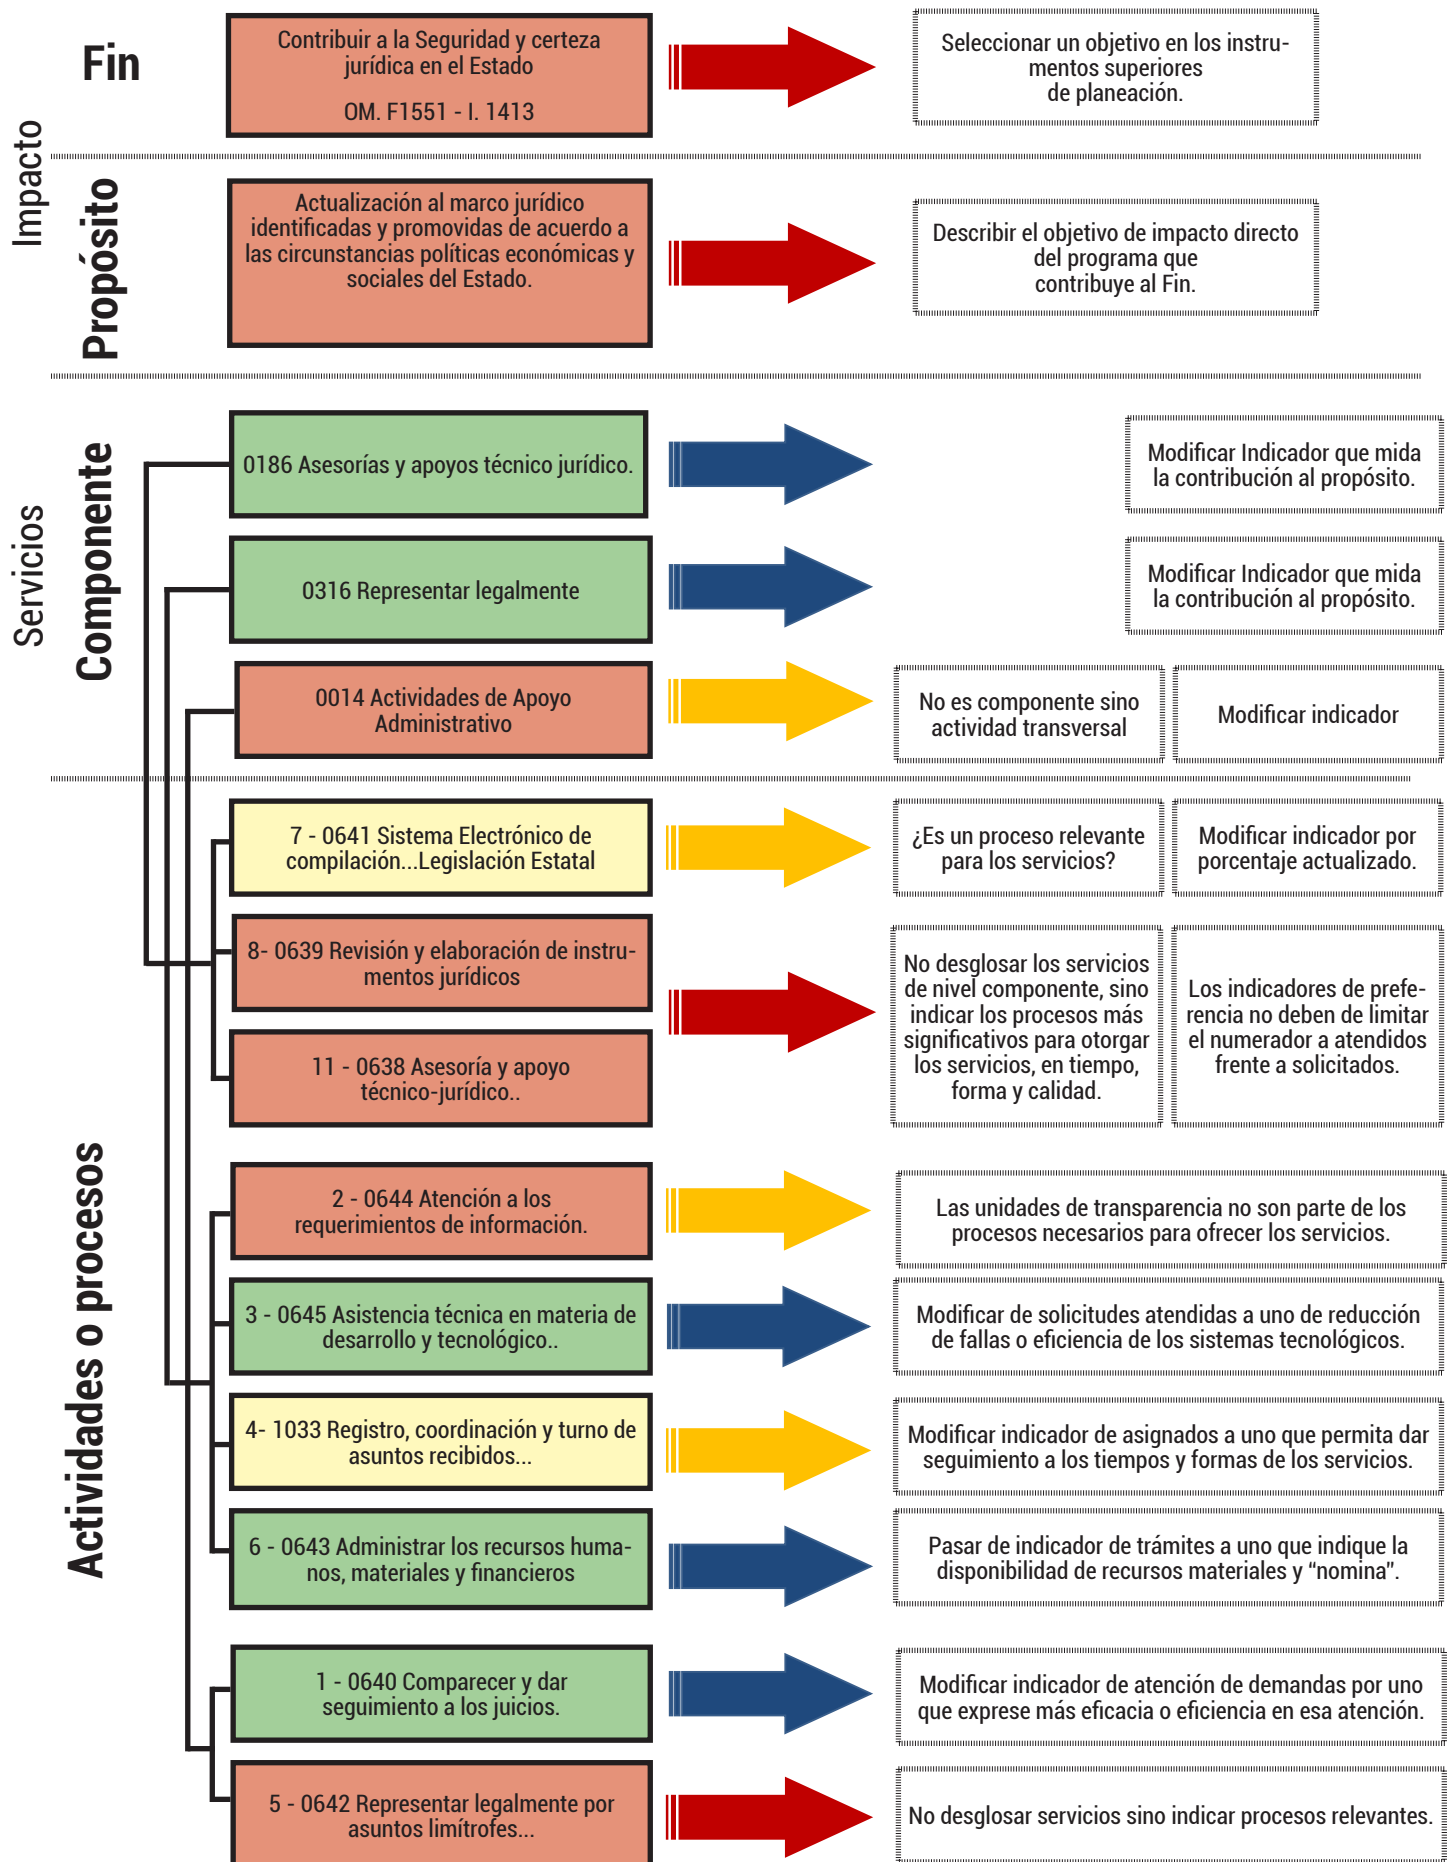 Impacto
Fin
Contribuir a la Seguridad y certeza
jurídica en el Estado
OM. F1551 - I. 1413
Seleccionar un objetivo en los instru-
mentos superiores
de planeación.
Propósito
Actualización al marco jurídico
identificadas y promovidas de acuerdo a
las circunstancias políticas económicas y
sociales del Estado.
Describir el objetivo de impacto directo
del programa que
contribuye al Fin.
Servicios
Componente
0186 Asesorías y apoyos técnico jurídico.
Modificar Indicador que mida
la contribución al propósito.
0316 Representar legalmente
Modificar Indicador que mida
la contribución al propósito.
0014 Actividades de Apoyo
Administrativo
No es componente sino
actividad transversal
Modificar indicador
Actividades o procesos
7 - 0641 Sistema Electrónico de
compilación...Legislación Estatal
¿Es un proceso relevante
para los servicios?
Modificar indicador por
porcentaje actualizado.
8- 0639 Revisión y elaboración de instru-
mentos jurídicos
11 - 0638 Asesoría y apoyo
técnico-jurídico..
No desglosar los servicios
de nivel componente, sino
indicar los procesos más
significativos para otorgar
los servicios, en tiempo,
forma y calidad.
Los indicadores de prefe-
rencia no deben de limitar
el numerador a atendidos
frente a solicitados.
2 - 0644 Atención a los
requerimientos de información.
Las unidades de transparencia no son parte de los
procesos necesarios para ofrecer los servicios.
3 - 0645 Asistencia técnica en materia de
desarrollo y tecnológico..
Modificar de solicitudes atendidas a uno de reducción
de fallas o eficiencia de los sistemas tecnológicos.
4- 1033 Registro, coordinación y turno de
asuntos recibidos...
Modificar indicador de asignados a uno que permita dar
seguimiento a los tiempos y formas de los servicios.
6 - 0643 Administrar los recursos huma-
nos, materiales y financieros
Pasar de indicador de trámites a uno que indique la
disponibilidad de recursos materiales y “nomina”.
1 - 0640 Comparecer y dar
seguimiento a los juicios.
Modificar indicador de atención de demandas por uno
que exprese más eficacia o eficiencia en esa atención.
5 - 0642 Representar legalmente por
asuntos limítrofes...
No desglosar servicios sino indicar procesos relevantes.